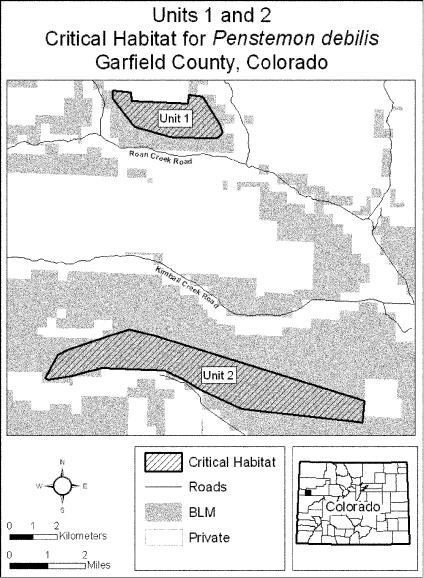 Units 1 and 2
Critical Habitat for Penstemon debilis
Garfield County, Colorado
Unit 1
Roan Creek Road
Kimball Creek Road
Unit 2
N
W E
S
0 1 2
Kilometers
0 1 2
Miles
Critical Habitat
Roads
BLM
Private
Colorado